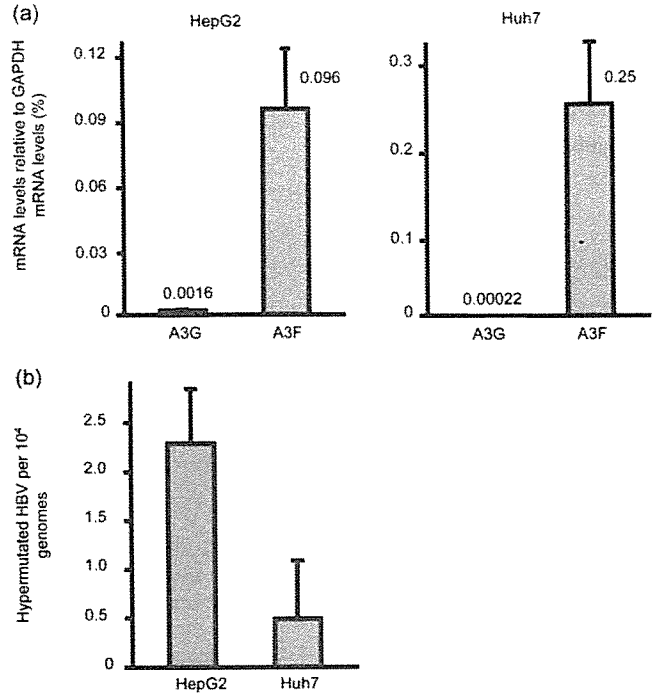 (a)
HepG2
Huh7
mRNA levels relative to GAPDH
mRNA levels (%)
0.12
0.09
0.06
0.03
0
0.0016
0.096
A3G
A3F
0.3
0.2
0.1
0
0.00022
0.25
A3G
A3F
(b)
Hypermutated HBV per 10⁴
genomes
2.5
2.0
1.5
1.0
0.5
0
HepG2
Huh7